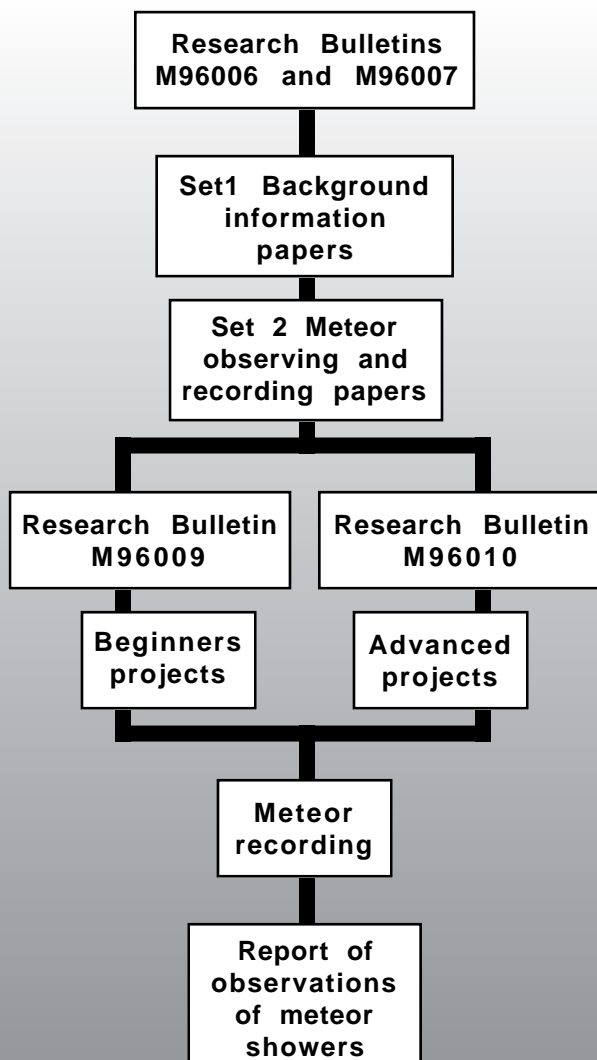 Research Bulletins
M96006 and M96007
Set1 Background
information
papers
Set 2 Meteor
observing and
recording papers
Research Bulletin
M96009
Research Bulletin
M96010
Beginners
projects
Advanced
projects
Meteor
recording
Report of
observations
of meteor
showers